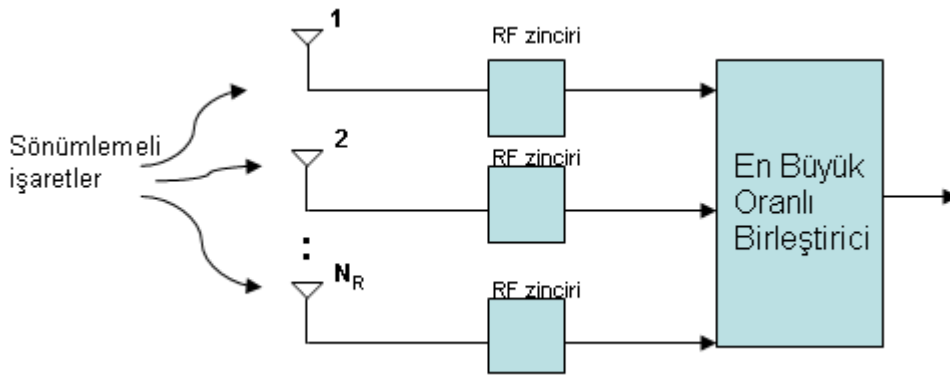 1
RF zinciri
Sönümlemeli
işaretler
2
RF zinciri
En Büyük
Oranlı
Birleştirici
:
N_R
RF zinciri